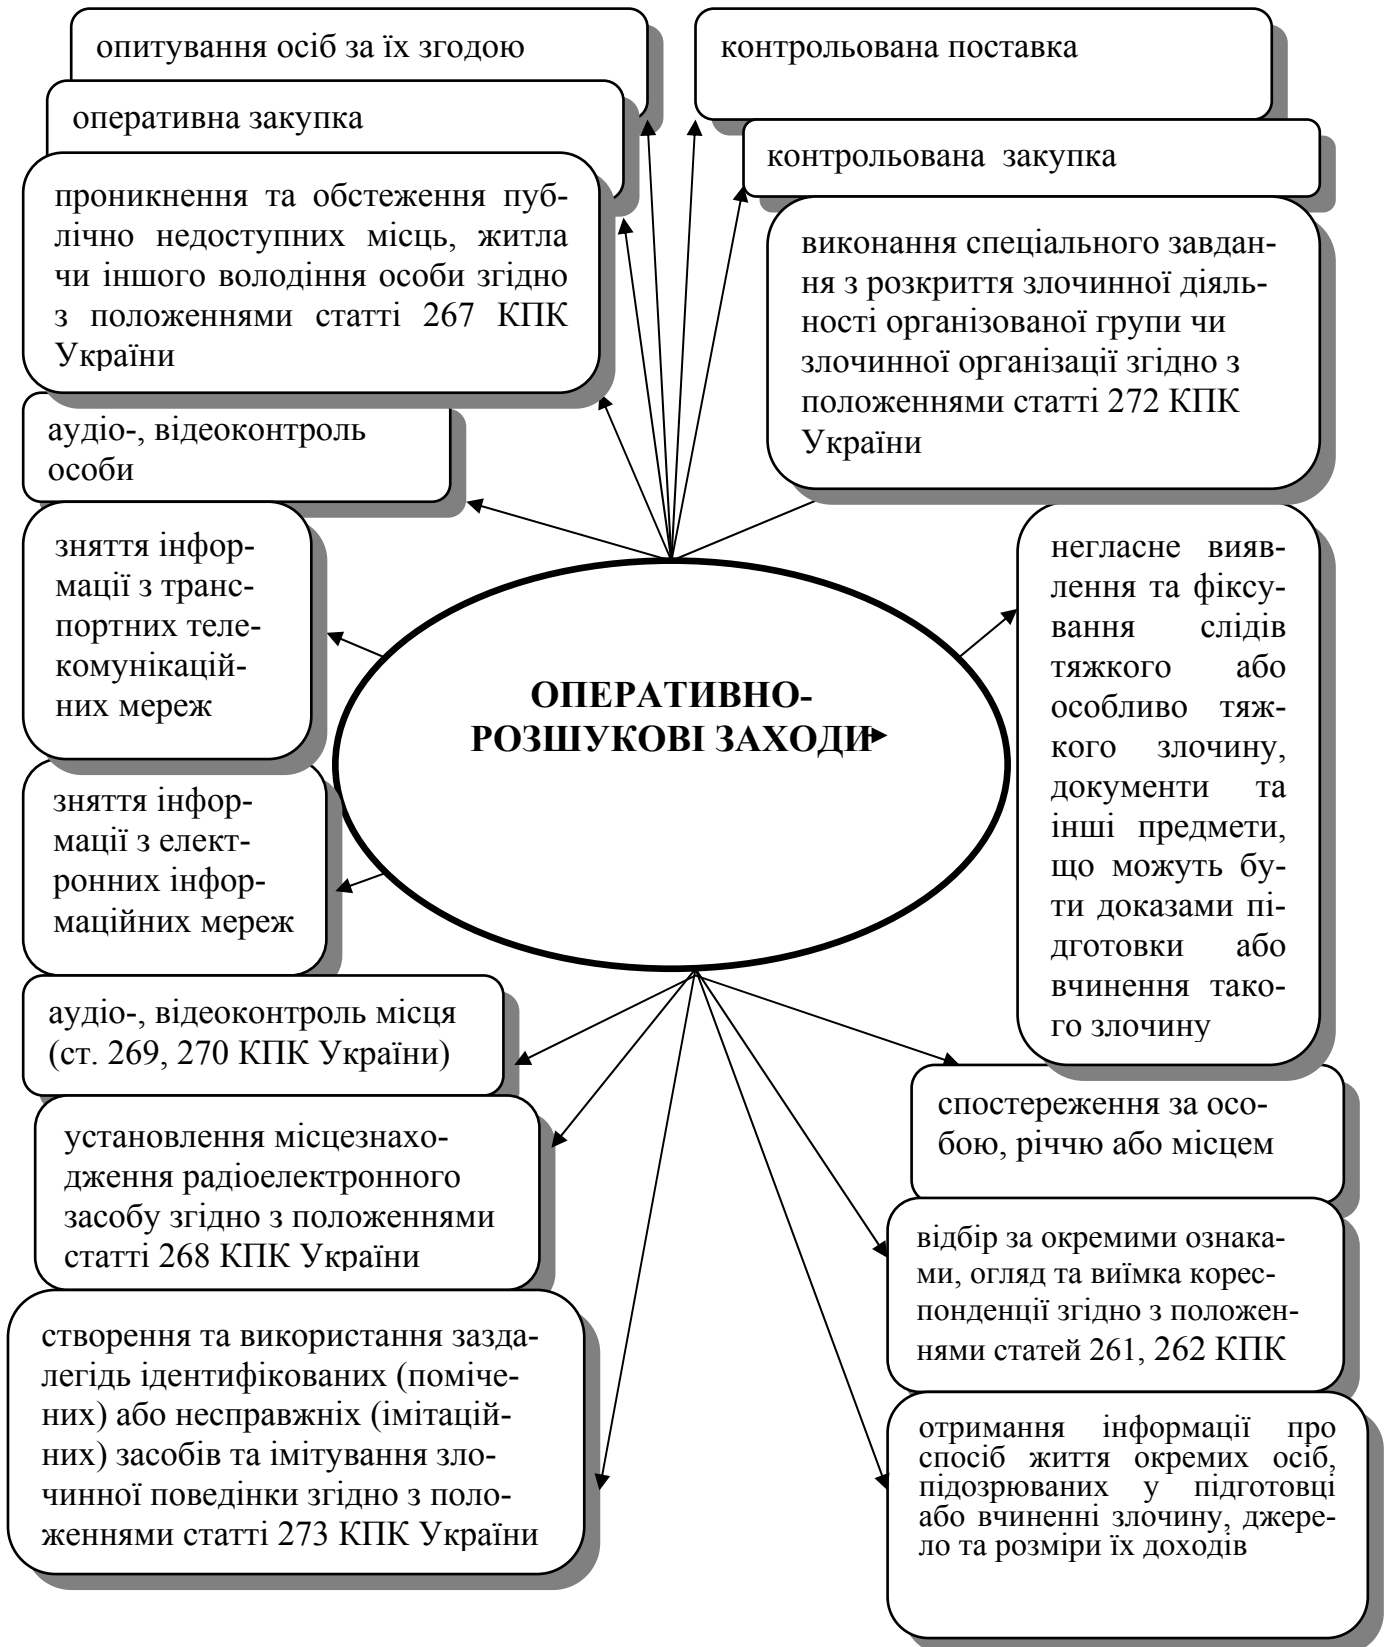 опитування осіб за їх згодою
оперативна закупка
проникнення та обстеження пуб-
лічно недоступних місць, житла
чи іншого володіння особи згідно
з положеннями статті 267 КПК
України
аудіо-, відеоконтроль
особи
зняття інфор-
мації з транс-
портних теле-
комунікацій-
них мереж
зняття інфор-
мації з елект-
ронних інфор-
маційних мереж
аудіо-, відеоконтроль місця
(ст. 269, 270 КПК України)
установлення місцезнахо-
дження радіоелектронного
засобу згідно з положеннями
статті 268 КПК України
створення та використання зазда-
легідь ідентифікованих (поміче-
них) або несправжніх (імітацій-
них) засобів та імітування зло-
чинної поведінки згідно з поло-
женнями статті 273 КПК України
ОПЕРАТИВНО-
РОЗШУКОВІ ЗАХОДИ
контрольована поставка
контрольована закупка
виконання спеціального завдан-
ня з розкриття злочинної діяль-
ності організованої групи чи
злочинної організації згідно з
положеннями статті 272 КПК
України
негласне вияв-
лення та фіксу-
вання слідів
тяжкого або
особливо тяж-
кого злочину,
документи та
інші предмети,
що можуть бу-
ти доказами пі-
дготовки або
вчинення тако-
го злочину
спостереження за осо-
бою, річчю або місцем
відбір за окремими ознака-
ми, огляд та виїмка корес-
понденції згідно з положен-
нями статей 261, 262 КПК
отримання інформації про
спосіб життя окремих осіб,
підозрюваних у підготовці
або вчиненні злочину, джере-
ло та розміри їх доходів